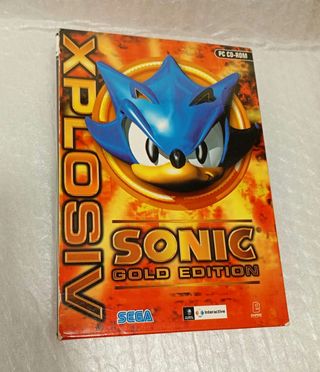 XPLOSIV
PC CD-ROM
SONIC
GOLD EDITION
SEGA
interactive